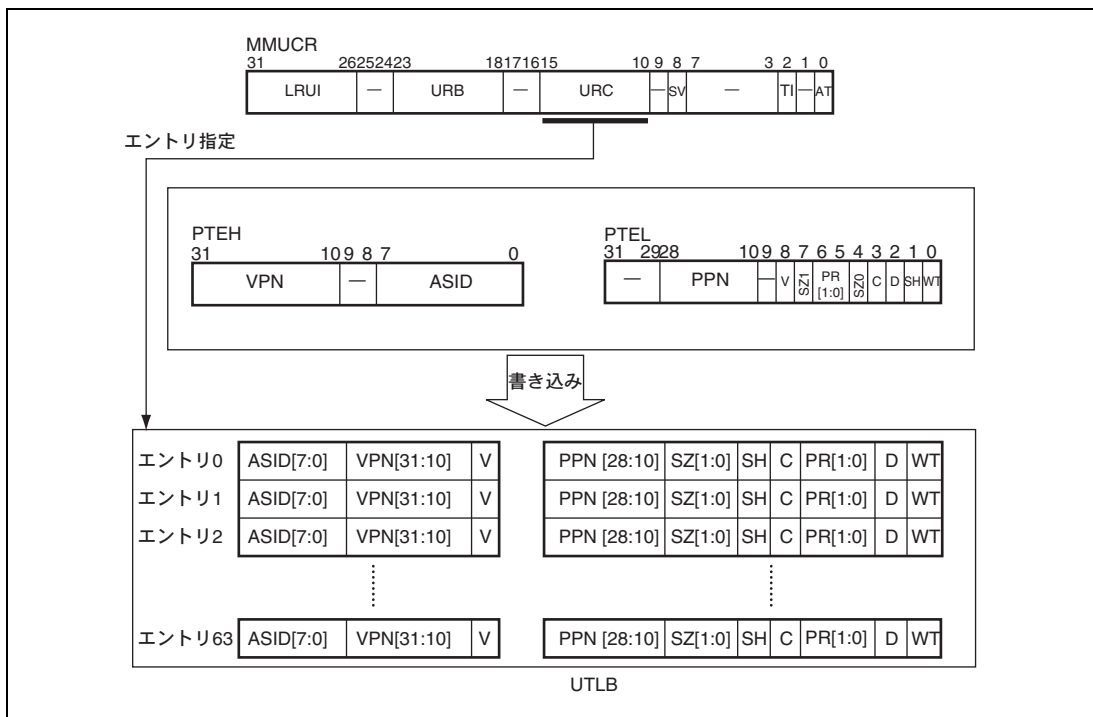 MMUCR
31 26 25 24 23 18 17 16 15 10 9 8 7 3 2 1 0
LRUI — URB — URC — SV — TI — AT
エントリ指定
PTEH
31 10 9 8 7 0
VPN — ASID
PTEL
31 29 28 10 9 8 7 6 5 4 3 2 1 0
— PPN — V SZ1 PR [1:0] SZ0 C D SH WT
書き込み
エントリ0 ASID[7:0] VPN[31:10] V PPN [28:10] SZ[1:0] SH C PR[1:0] D WT
エントリ1 ASID[7:0] VPN[31:10] V PPN [28:10] SZ[1:0] SH C PR[1:0] D WT
エントリ2 ASID[7:0] VPN[31:10] V PPN [28:10] SZ[1:0] SH C PR[1:0] D WT
エントリ63 ASID[7:0] VPN[31:10] V PPN [28:10] SZ[1:0] SH C PR[1:0] D WT
UTLB